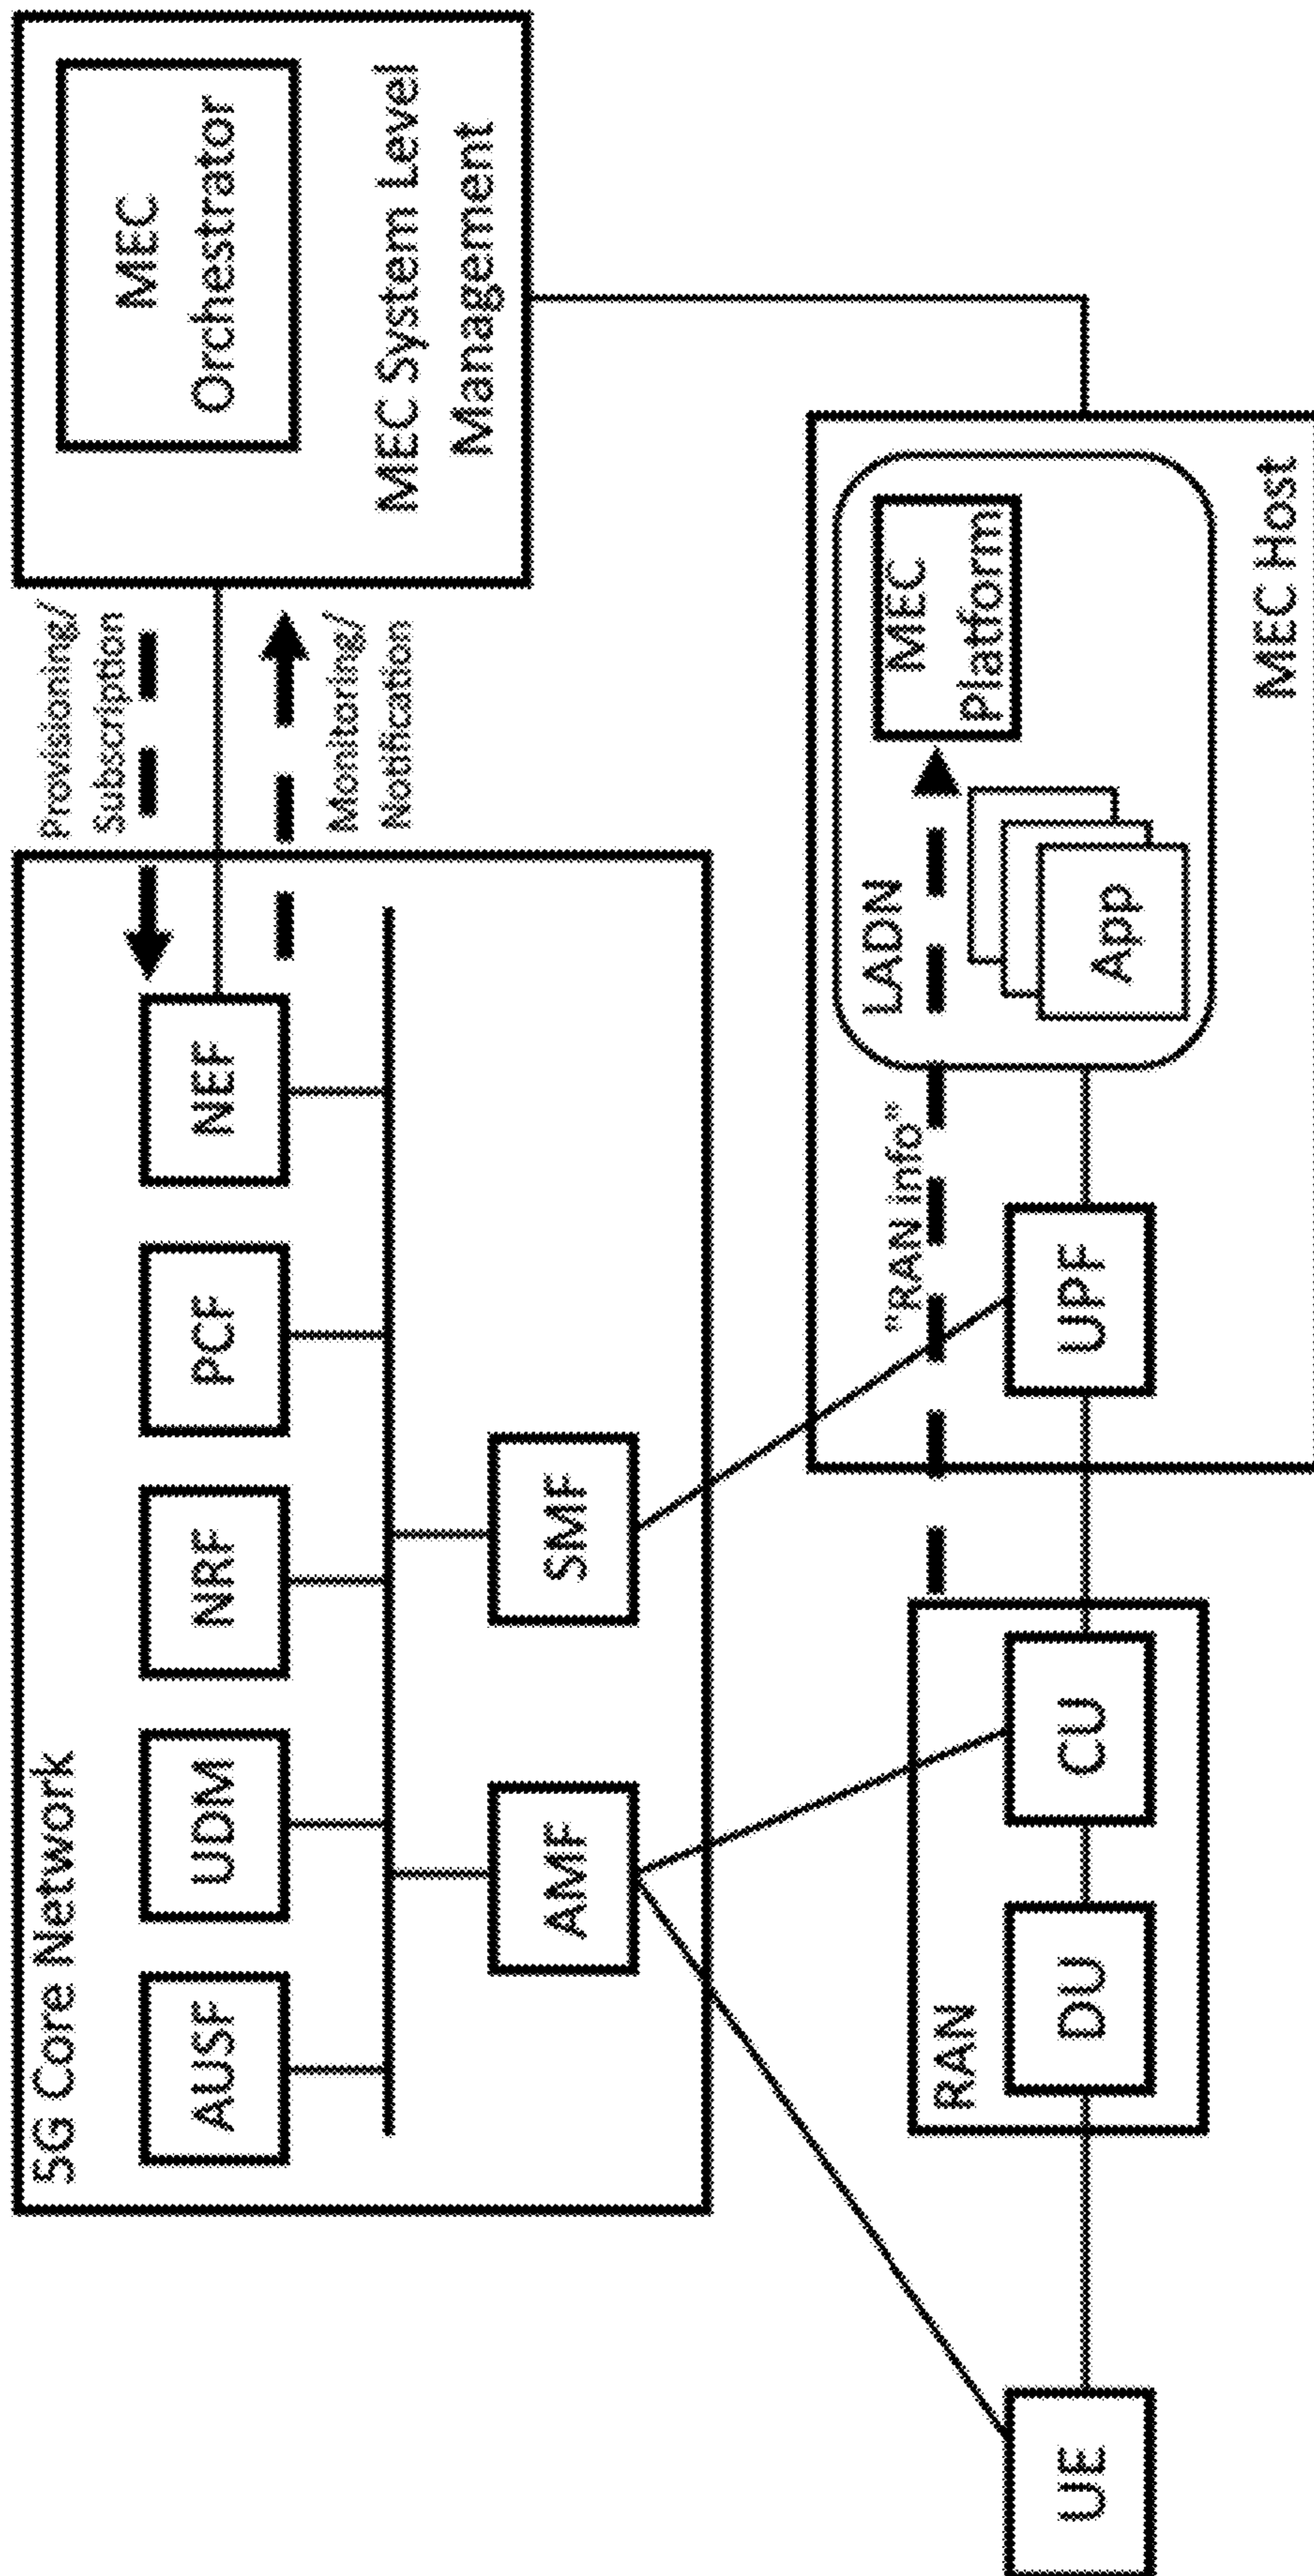 5G Core Network
AUSF
UDM
NRF
PCF
NEF
AMF
SMF
Provisioning/
Subscription
Monitoring/
Notification
MEC
Orchestrator
MEC System Level
Management
UE
RAN
DU
CU
"RAN info"
UPF
LADN
App
MEC
Platform
MEC Host